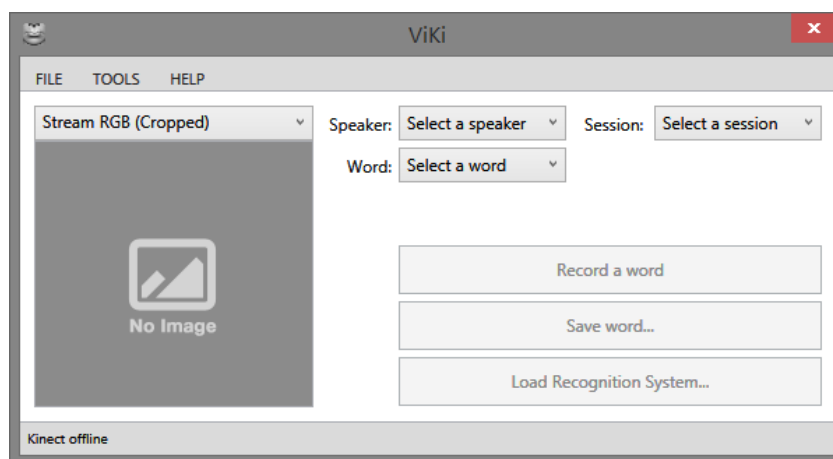 ViKi
x
FILE TOOLS HELP
Stream RGB (Cropped)
Speaker: Select a speaker Session: Select a session
Word: Select a word
No Image
Record a word
Save word...
Load Recognition System...
Kinect offline